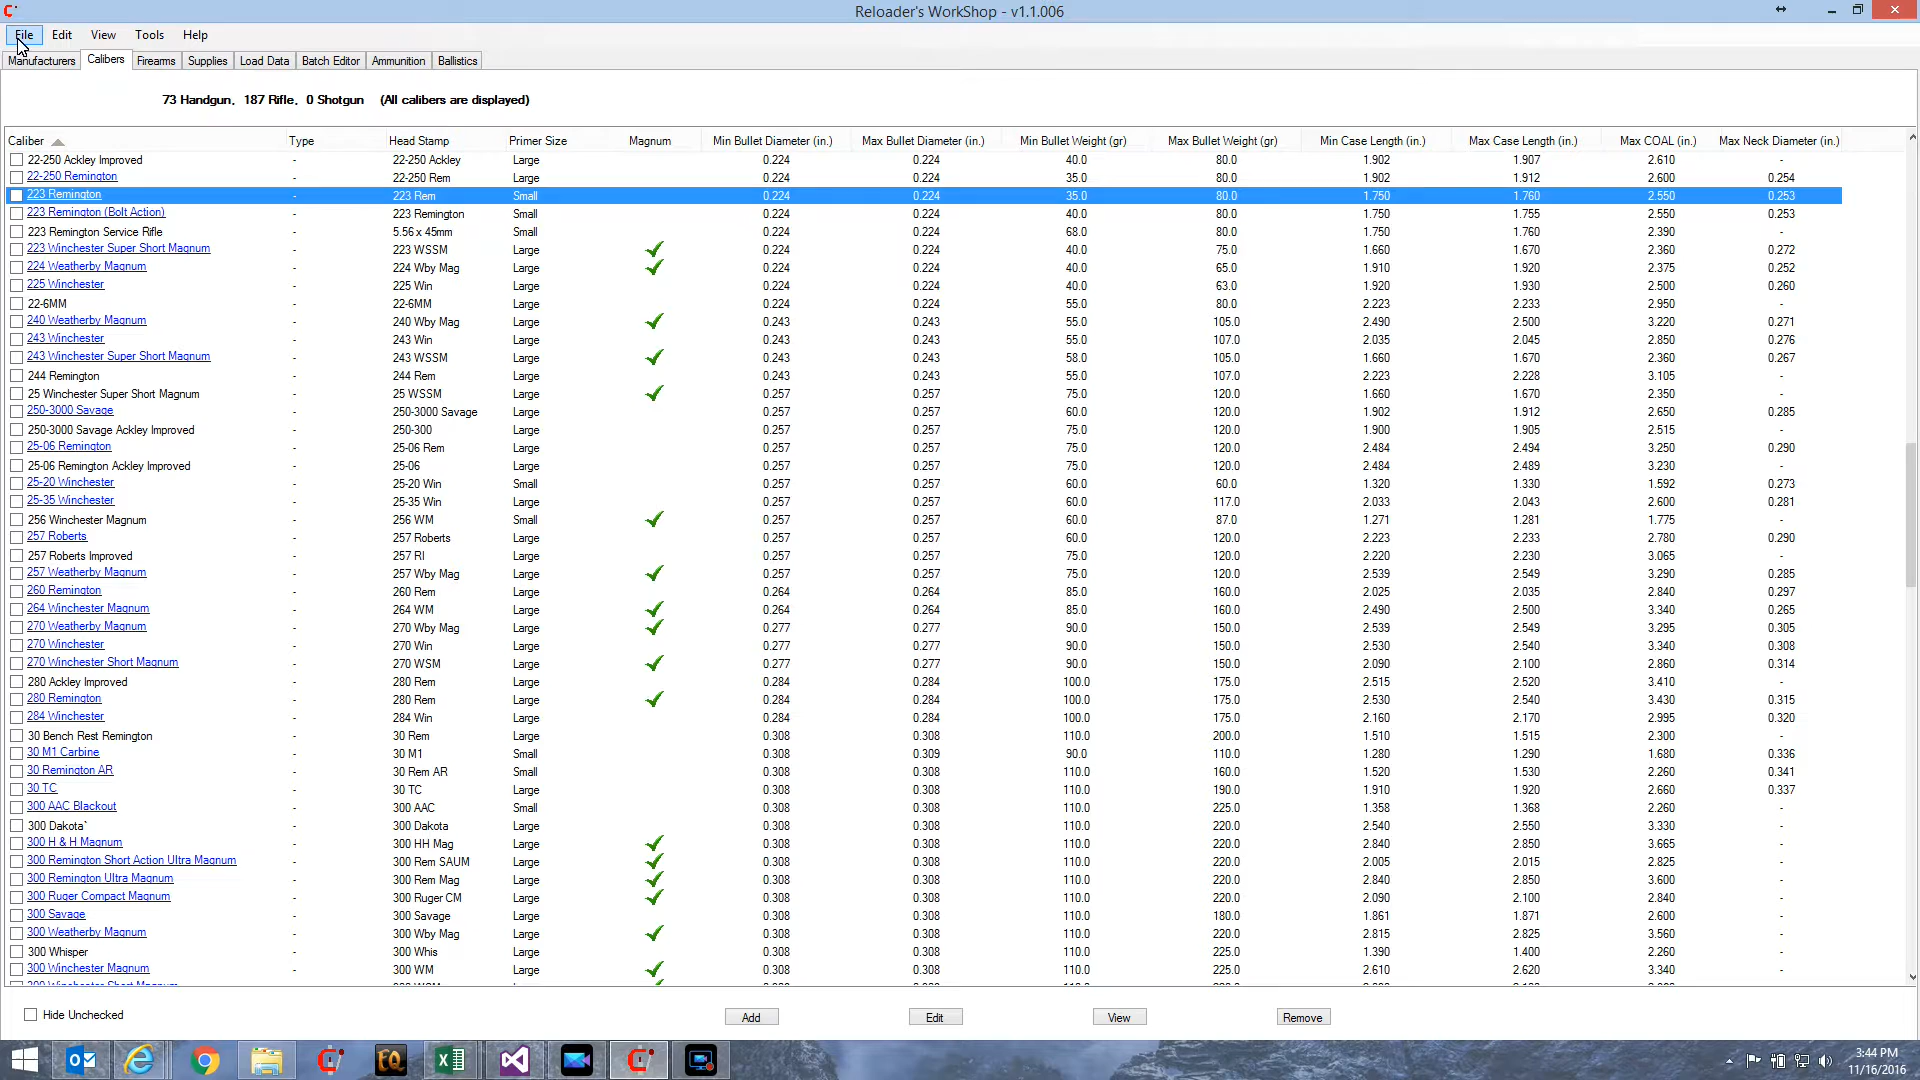 Reloader's WorkShop - v1.1.006
File Edit View Tools Help
Manufacturers Calibers Firearms Supplies Load Data Batch Editor Ammunition Ballistics
73 Handgun, 187 Rifle, 0 Shotgun (All calibers are displayed)
Caliber Type Head Stamp Primer Size Magnum Min Bullet Diameter (in.) Max Bullet Diameter (in.) Min Bullet Weight (gr) Max Bullet Weight (gr) Min Case Length (in.) Max Case Length (in.) Max COAL (in.) Max Neck Diameter (in.)
22-250 Ackley Improved - 22-250 Ackley Large 0.224 0.224 40.0 80.0 1.902 1.907 2.610 -
22-250 Remington - 22-250 Rem Large 0.224 0.224 35.0 80.0 1.902 1.912 2.600 0.254
223 Remington - 223 Rem Small 0.224 0.224 35.0 80.0 1.750 1.760 2.550 0.253
223 Remington (Bolt Action) - 223 Remington Small 0.224 0.224 40.0 80.0 1.750 1.755 2.550 0.253
223 Remington Service Rifle - 5.56 x 45mm Small 0.224 0.224 68.0 80.0 1.750 1.760 2.390 -
223 Winchester Super Short Magnum - 223 WSSM Large 0.224 0.224 40.0 75.0 1.660 1.670 2.360 0.272
224 Weatherby Magnum - 224 Wby Mag Large 0.224 0.224 40.0 65.0 1.910 1.920 2.375 0.252
225 Winchester - 225 Win Large 0.224 0.224 40.0 63.0 1.920 1.930 2.500 0.260
22-6MM - 22-6MM Large 0.224 0.224 55.0 80.0 2.223 2.233 2.950 -
240 Weatherby Magnum - 240 Wby Mag Large 0.243 0.243 55.0 105.0 2.490 2.500 3.220 0.271
243 Winchester - 243 Win Large 0.243 0.243 55.0 107.0 2.035 2.045 2.850 0.276
243 Winchester Super Short Magnum - 243 WSSM Large 0.243 0.243 58.0 105.0 1.660 1.670 2.360 0.267
244 Remington - 244 Rem Large 0.243 0.243 55.0 107.0 2.223 2.228 3.105 -
25 Winchester Super Short Magnum - 25 WSSM Large 0.257 0.257 75.0 120.0 1.660 1.670 2.350 -
250-3000 Savage - 250-3000 Savage Large 0.257 0.257 60.0 120.0 1.902 1.912 2.650 0.285
250-3000 Savage Ackley Improved - 250-300 Large 0.257 0.257 75.0 120.0 1.900 1.905 2.515 -
25-06 Remington - 25-06 Rem Large 0.257 0.257 75.0 120.0 2.484 2.494 3.250 0.290
25-06 Remington Ackley Improved - 25-06 Large 0.257 0.257 75.0 120.0 2.484 2.489 3.230 -
25-20 Winchester - 25-20 Win Small 0.257 0.257 60.0 60.0 1.320 1.330 1.592 0.273
25-35 Winchester - 25-35 Win Large 0.257 0.257 60.0 117.0 2.033 2.043 2.600 0.281
256 Winchester Magnum - 256 WM Small 0.257 0.257 60.0 87.0 1.271 1.281 1.775 -
257 Roberts - 257 Roberts Large 0.257 0.257 60.0 120.0 2.223 2.233 2.780 0.290
257 Roberts Improved - 257 RI Large 0.257 0.257 75.0 120.0 2.220 2.230 3.065 -
257 Weatherby Magnum - 257 Wby Mag Large 0.257 0.257 75.0 120.0 2.539 2.549 3.290 0.285
260 Remington - 260 Rem Large 0.264 0.264 85.0 160.0 2.025 2.035 2.840 0.297
264 Winchester Magnum - 264 WM Large 0.264 0.264 85.0 160.0 2.490 2.500 3.340 0.265
270 Weatherby Magnum - 270 Wby Mag Large 0.277 0.277 90.0 150.0 2.539 2.549 3.295 0.305
270 Winchester - 270 Win Large 0.277 0.277 90.0 150.0 2.530 2.540 3.340 0.308
270 Winchester Short Magnum - 270 WSM Large 0.277 0.277 90.0 150.0 2.090 2.100 2.860 0.314
280 Ackley Improved - 280 Rem Large 0.284 0.284 100.0 175.0 2.515 2.520 3.410 -
280 Remington - 280 Rem Large 0.284 0.284 100.0 175.0 2.530 2.540 3.430 0.315
284 Winchester - 284 Win Large 0.284 0.284 100.0 175.0 2.160 2.170 2.995 0.320
30 Bench Rest Remington - 30 Rem Large 0.308 0.308 110.0 200.0 1.510 1.515 2.300 -
30 M1 Carbine - 30 M1 Small 0.308 0.309 90.0 110.0 1.280 1.290 1.680 0.336
30 Remington AR - 30 Rem AR Small 0.308 0.308 110.0 160.0 1.520 1.530 2.260 0.341
30 TC - 30 TC Large 0.308 0.308 110.0 190.0 1.910 1.920 2.660 0.337
300 AAC Blackout - 300 AAC Small 0.308 0.308 110.0 225.0 1.358 1.368 2.260 -
300 Dakota` - 300 Dakota Large 0.308 0.308 110.0 220.0 2.540 2.550 3.330 -
300 H & H Magnum - 300 HH Mag Large 0.308 0.308 110.0 220.0 2.840 2.850 3.665 -
300 Remington Short Action Ultra Magnum - 300 Rem SAUM Large 0.308 0.308 110.0 220.0 2.005 2.015 2.825 -
300 Remington Ultra Magnum - 300 Rem Mag Large 0.308 0.308 110.0 220.0 2.840 2.850 3.600 -
300 Ruger Compact Magnum - 300 Ruger CM Large 0.308 0.308 110.0 220.0 2.090 2.100 2.840 -
300 Savage - 300 Savage Large 0.308 0.308 110.0 180.0 1.861 1.871 2.600 -
300 Weatherby Magnum - 300 Wby Mag Large 0.308 0.308 110.0 220.0 2.815 2.825 3.560 -
300 Whisper - 300 Whis Large 0.308 0.308 110.0 225.0 1.390 1.400 2.260 -
300 Winchester Magnum - 300 WM Large 0.308 0.308 110.0 225.0 2.610 2.620 3.340 -
Hide Unchecked Add Edit View Remove
3:44 PM
11/16/2016